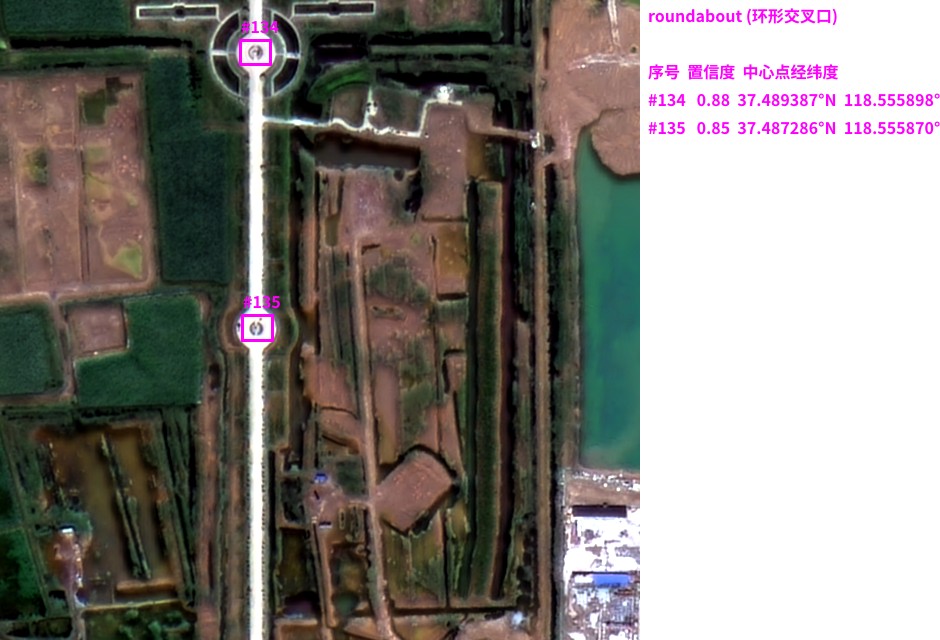 roundabout (环形交叉口)
序号 置信度 中心点经纬度
#134 0.88 37.489387°N 118.555898°
#135 0.85 37.487286°N 118.555870°
#134
#135